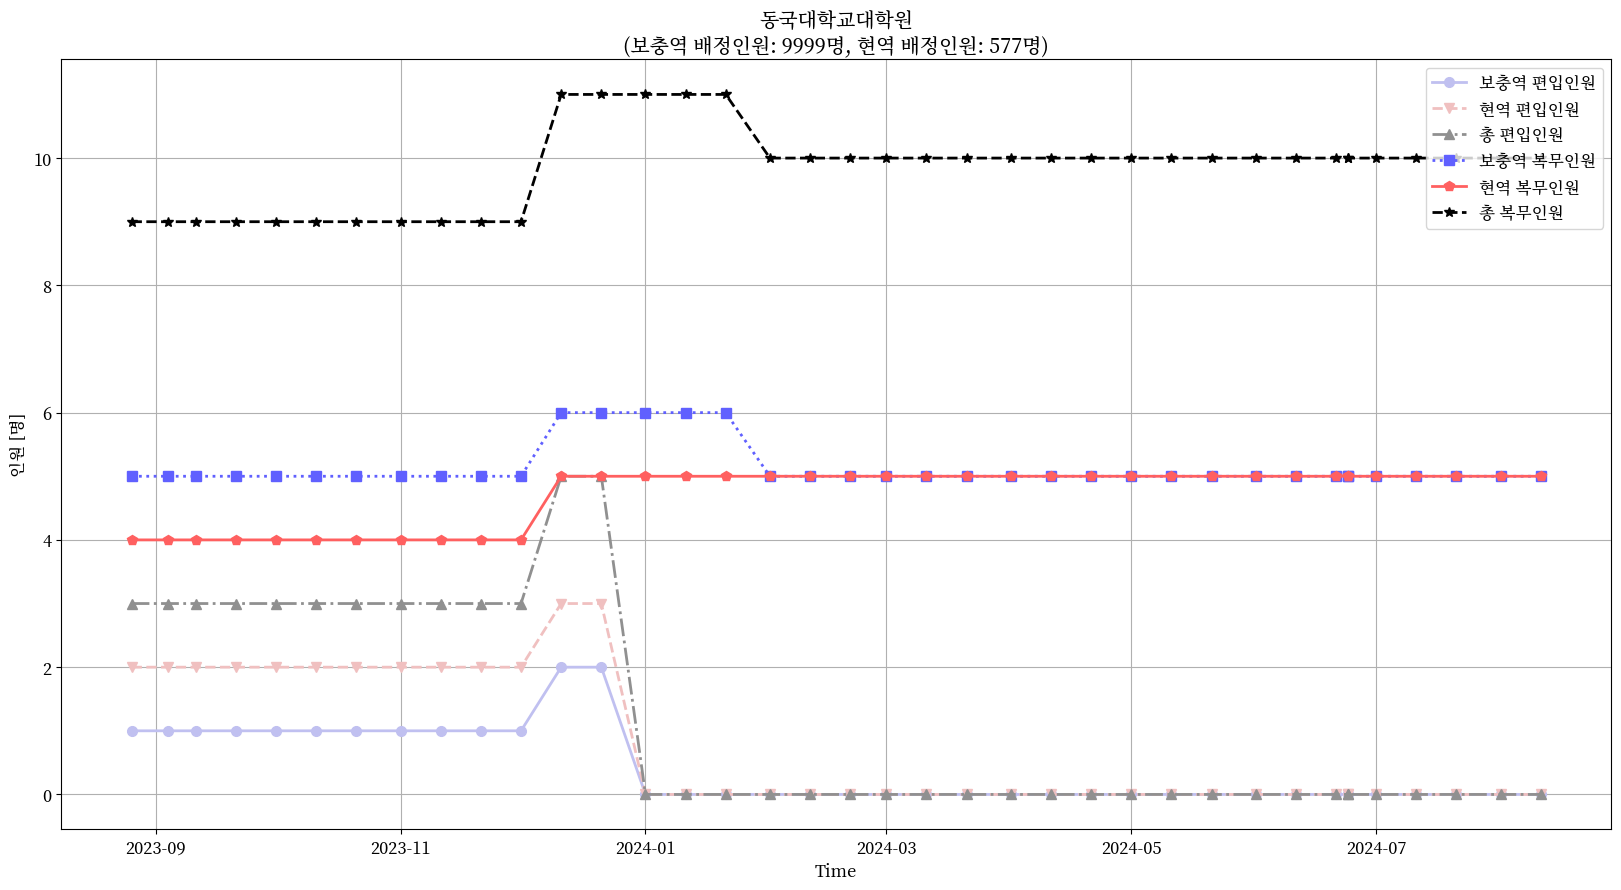 동국대학교대학원
(보충역 배정인원: 9999명, 현역 배정인원: 577명)
보충역 편입인원
현역 편입인원
총 편입인원
보충역 복무인원
현역 복무인원
총 복무인원
인원 [명]
10
8
6
4
2
0
2023-09
2023-11
2024-01
2024-03
2024-05
2024-07
Time